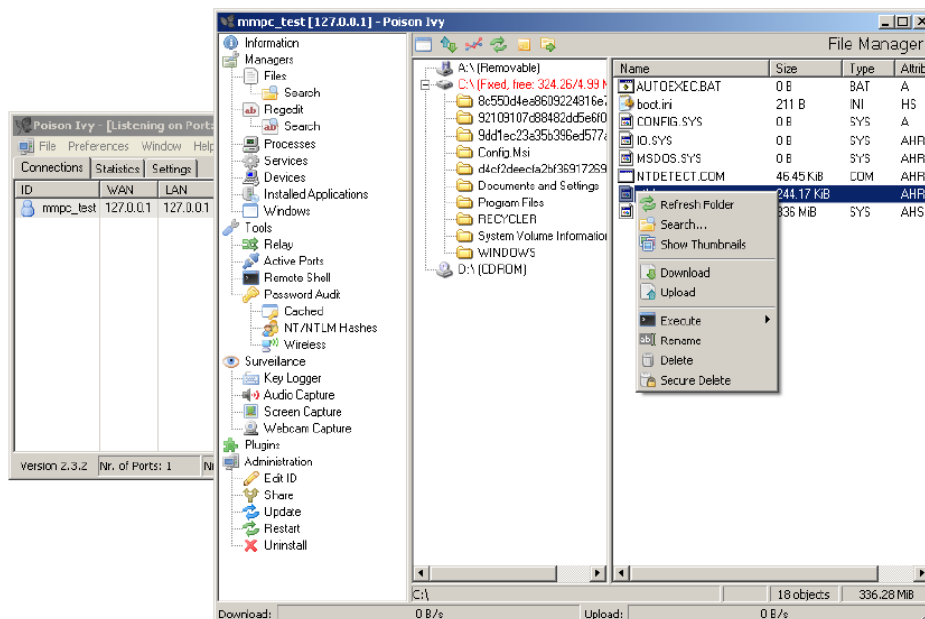 mmpc_test [127.0.0.1] - Poison Ivy
Information
Managers
Files
Search
Regedit
Search
Processes
Services
Devices
Installed Applications
Windows
Tools
Relay
Active Ports
Remote Shell
Password Audit
Cached
NT/NTLM Hashes
Wireless
Surveillance
Key Logger
Audio Capture
Screen Capture
Webcam Capture
Plugins
Administration
Edit ID
Share
Update
Restart
Uninstall
File Manager
A:\ (Removable)
C:\ (Fixed, free: 324.26/4.99
8c550d4ea8609224816e7
92109107d88482dd5e6f0
9dd1ec23a35b396ed577
Config.Msi
Documents and Settings
Program Files
RECYCLER
System Volume Information
WINDOWS
D:\ (CDROM)
Name Size Type Attrib
AUTOEXEC.BAT 0 B BAT A
boot.ini 211 B INI HS
CONFIG.SYS 0 B SYS A
IO.SYS 0 B SYS AHR
MSDOS.SYS 0 B SYS AHR
NTDETECT.COM 46.45 KiB COM AHR
244.17 KiB AHR
336 MiB SYS AHS
Refresh Folder
Search...
Show Thumbnails
Download
Upload
Execute
Rename
Delete
Secure Delete
C:\ 18 objects 336.28 MiB
Download: 0 B/s Upload: 0 B/s
Poison Ivy - [Listening on Port:
File Preferences Window Help
Connections Statistics Settings
ID WAN LAN
mmpc_test 127.0.0.1 127.0.0.1
Version 2.3.2 Nr. of Ports: 1